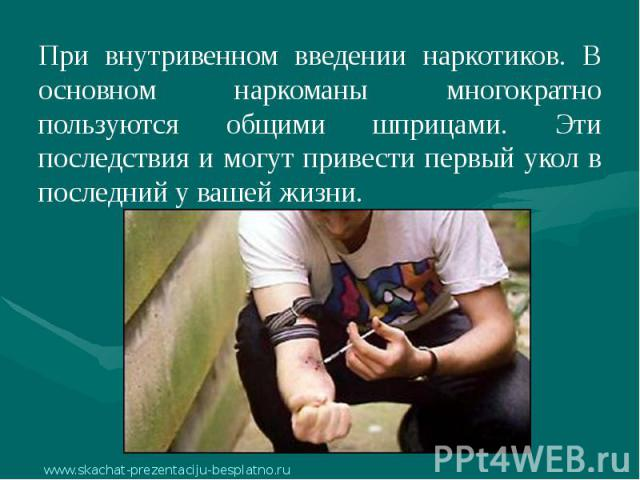 При внутривенном введении наркотиков. В
основном наркоманы многократно
пользуются общими шприцами. Эти
последствия и могут привести первый укол в
последний у вашей жизни.
www.skachat-prezentaciju-besplatno.ru
PPt4WEB.ru